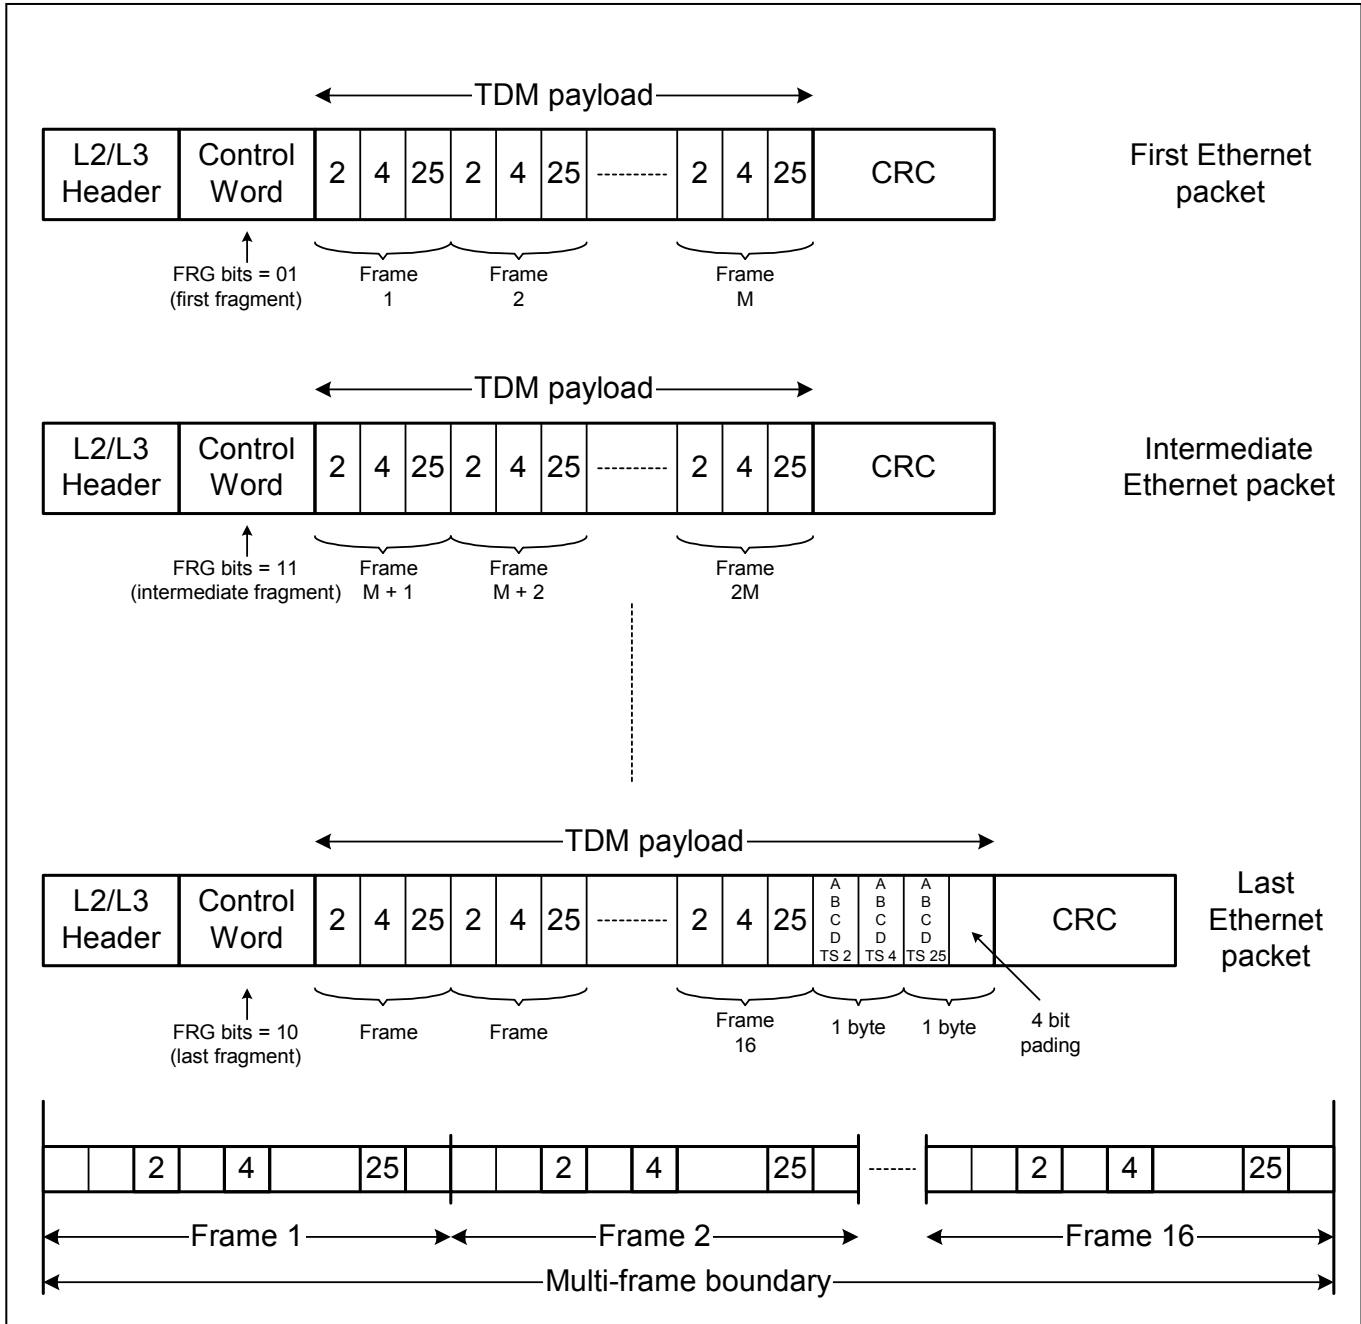 TDM payload
L2/L3 Header
Control Word
2 4 25 2 4 25 2 4 25
CRC
First Ethernet packet
FRG bits = 01
(first fragment)
Frame 1
Frame 2
Frame M
TDM payload
L2/L3 Header
Control Word
2 4 25 2 4 25 2 4 25
CRC
Intermediate Ethernet packet
FRG bits = 11
(intermediate fragment)
Frame M + 1
Frame M + 2
Frame 2M
TDM payload
L2/L3 Header
Control Word
2 4 25 2 4 25 2 4 25
A B C D TS 2
A B C D TS 4
A B C D TS 25
CRC
Last Ethernet packet
FRG bits = 10
(last fragment)
Frame
Frame
Frame 16
1 byte
1 byte
4 bit pading
2 4 25 2 4 25 2 4 25
Frame 1
Frame 2
Frame 16
Multi-frame boundary